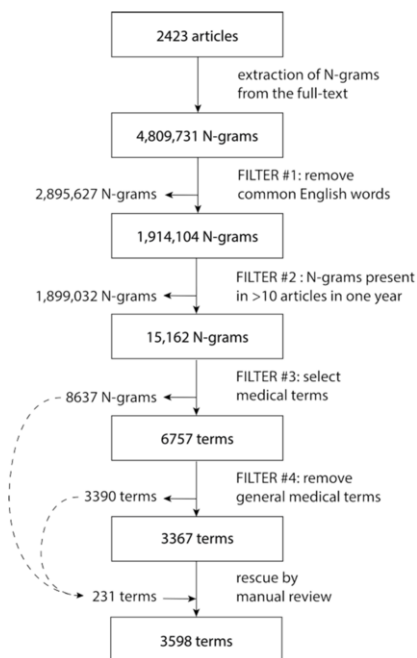 2423 articles
extraction of N-grams
from the full-text
4,809,731 N-grams
FILTER #1: remove
common English words
2,895,627 N-grams
1,914,104 N-grams
FILTER #2 : N-grams present
in >10 articles in one year
1,899,032 N-grams
15,162 N-grams
FILTER #3: select
medical terms
8637 N-grams
6757 terms
FILTER #4: remove
general medical terms
3390 terms
3367 terms
rescue by
manual review
231 terms
3598 terms